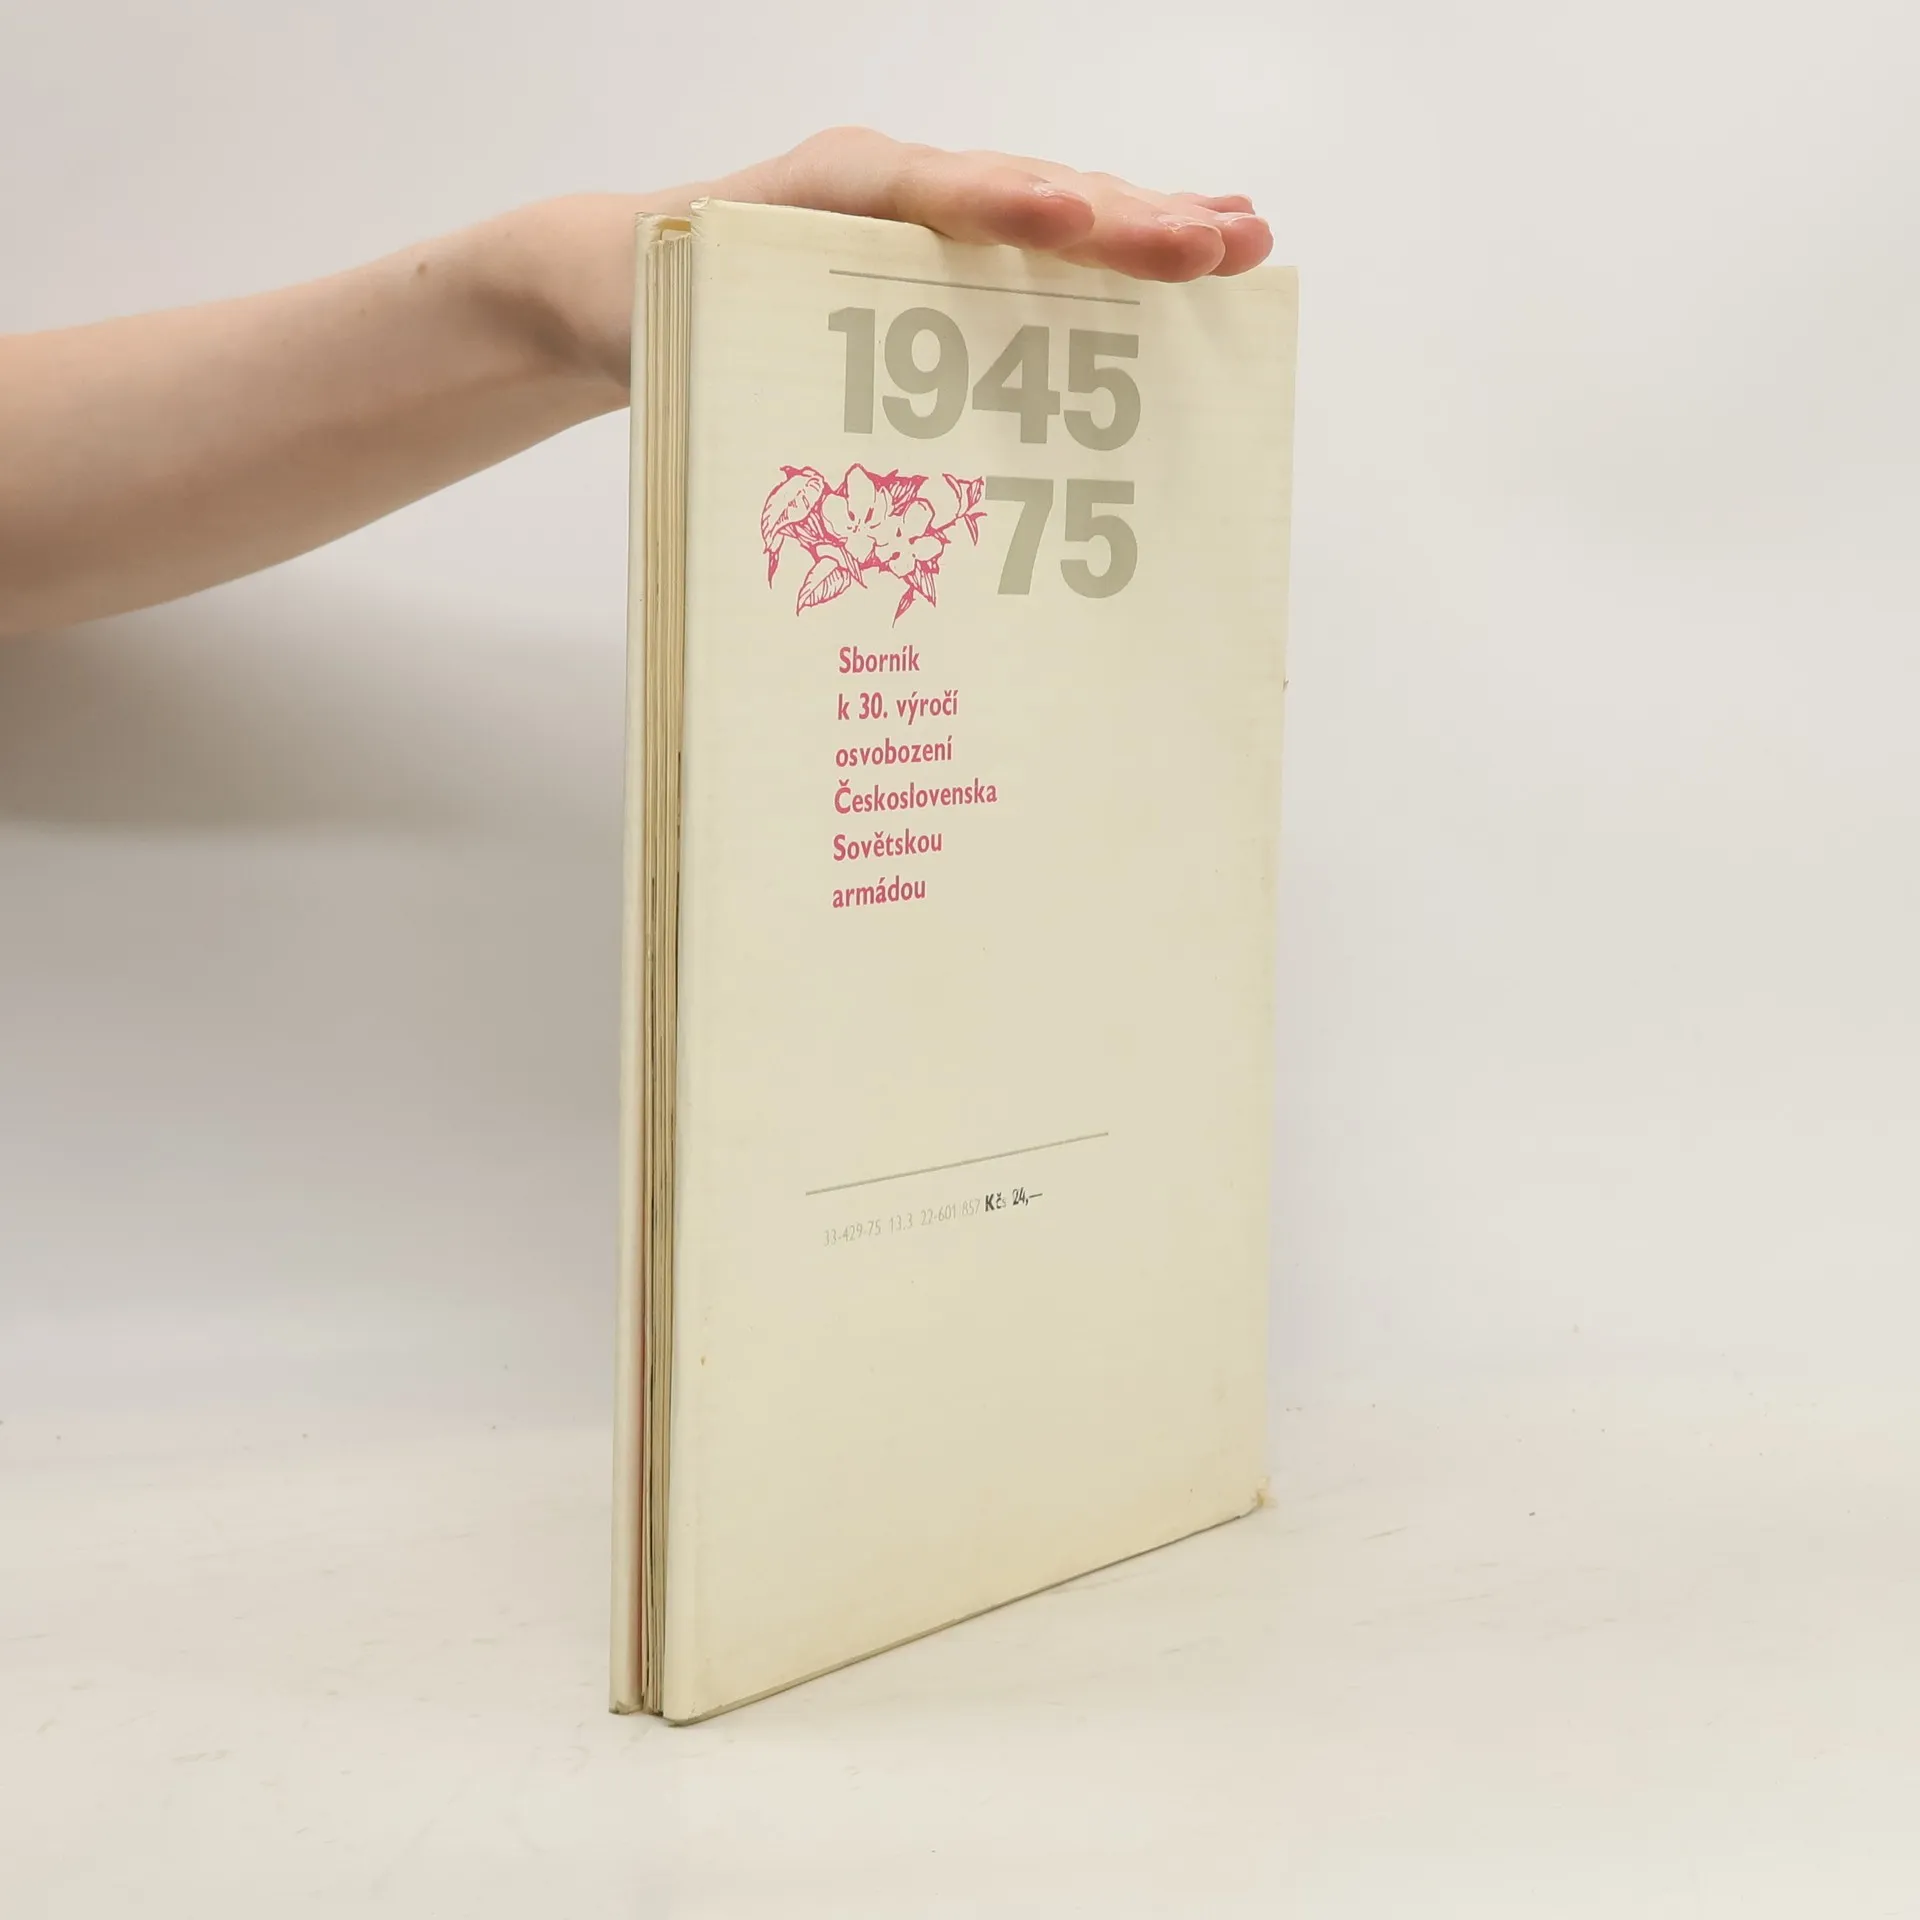 1945
75
Sborník
k 30. výročí
osvobození
Československa
Sovětskou
armádou
33-429-75 13.3 22-601 857 Kčs 24,—